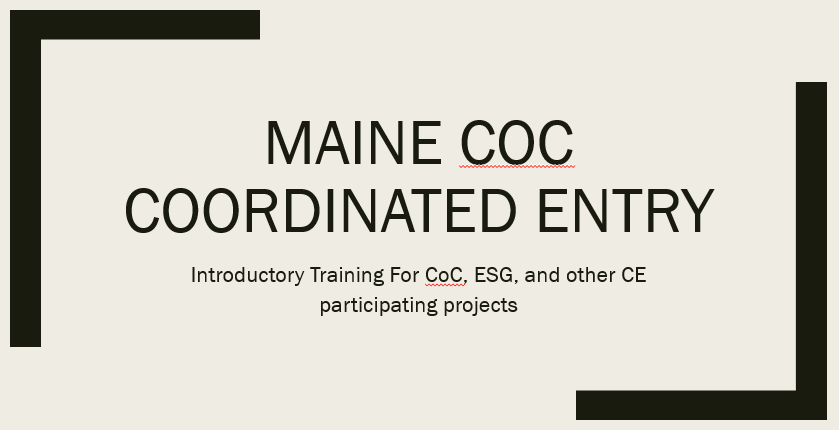 MAINE COC
COORDINATED ENTRY
Introductory Training For CoC, ESG, and other CE
participating projects